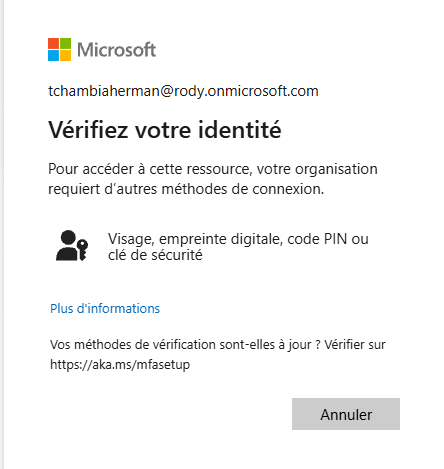 Microsoft
tchambiaherman@rody.onmicrosoft.com
Vérifiez votre identité
Pour accéder à cette ressource, votre organisation
requiert d'autres méthodes de connexion.
Visage, empreinte digitale, code PIN ou
clé de sécurité
Plus d'informations
Vos méthodes de vérification sont-elles à jour ? Vérifier sur
https://aka.ms/mfasetup
Annuler